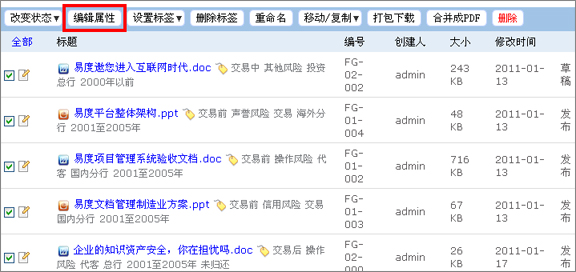 改变状态▼ 编辑属性 设置标签▼ 删除标签 重命名 移动/复制▼ 打包下载 合并成PDF 删除
全部 标题 编号 创建人 大小 修改时间
易度邀您进入互联网时代.doc 交易中 其他风险 投资
总行 2000年以前
FG-
02-
002
admin
243
KB
2011-01-
13
草
稿
易度平台整体架构.ppt 交易前 声誉风险 交易 海外分
行 2001至2005年
FG-
01-
004
admin
48
KB
2011-01-
13
发
布
易度项目管理系统验收文档.doc 交易前 操作风险 代
客 国内分行 2001至2005年
FG-
01-
002
admin
716
KB
2011-01-
13
发
布
易度文档管理制造业方案.ppt 交易前 信用风险 交易
国内分行 2001至2005年
FG-
01-
003
admin
67
KB
2011-01-
13
发
布
企业的知识资产安全，你在担忧吗.doc 交易后 操作
风险 代客 总行 2001至2005年 未归还
FG-
01-
002
admin
26
KB
2011-01-
17
发
布